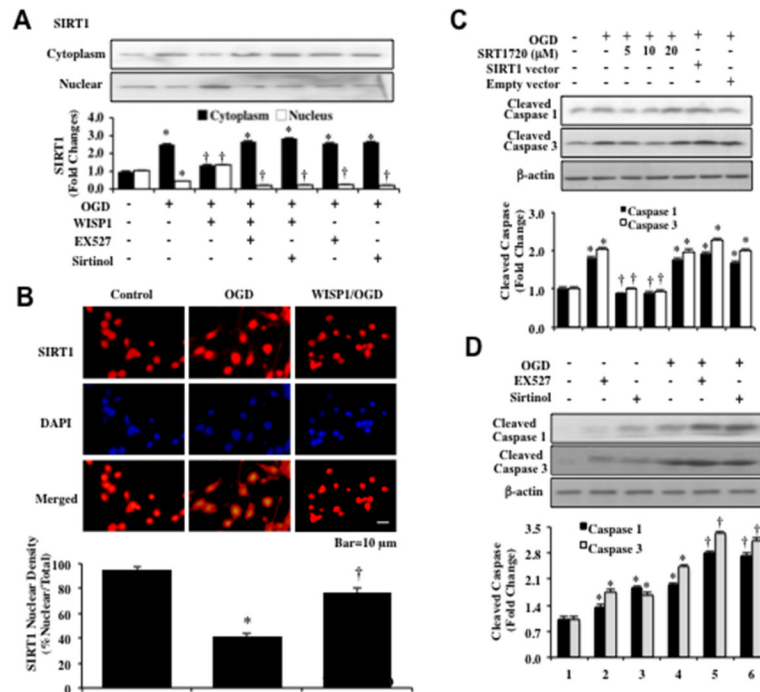 A
SIRT1
Cytoplasm
Nuclear
Cytoplasm Nucleus
SIRT1
(Fold Changes)
4.0
3.0
2.0
1.0
0.0
* * † † * † * † * † * †
OGD - + + + + + +
WISP1 - - + + + - -
EX527 - - - + - + -
Sirtinol - - - - + - +
B
Control OGD WISP1/OGD
SIRT1
DAPI
Merged
Bar=10 µm
SIRT1 Nuclear Density
(% Nuclear/Total)
100
80
60
40
20
0
* †
C
OGD - + + + + + +
SRT1720 (µM) - - 5 10 20 - -
SIRT1 vector - - - - - + -
Empty vector - - - - - - +
Cleaved
Caspase 1
Cleaved
Caspase 3
β-actin
Cleaved Caspase
(Fold Change)
3.0
2.0
1.0
0.0
Caspase 1
Caspase 3
* * † † † † * * * * * *
D
OGD - - - + + +
EX527 - + - - + -
Sirtinol - - + - - +
Cleaved
Caspase 1
Cleaved
Caspase 3
β-actin
Cleaved Caspase
(Fold Change)
3.5
2.8
2.1
1.4
0.7
0.0
Caspase 1
Caspase 3
* * * * * * † † † †
1 2 3 4 5 6